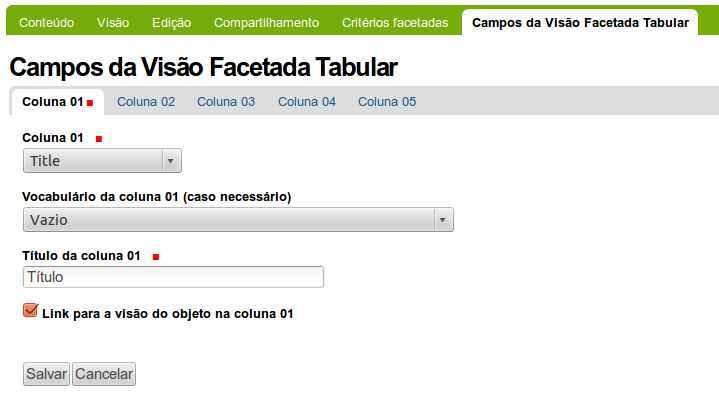 Conteúdo Visão Edição Compartilhamento Critérios facetadas Campos da Visão Facetada Tabular
Campos da Visão Facetada Tabular
Coluna 01 Coluna 02 Coluna 03 Coluna 04 Coluna 05
Coluna 01
Title
Vocabulário da coluna 01 (caso necessário)
Vazio
Título da coluna 01
Título
Link para a visão do objeto na coluna 01
Salvar Cancelar